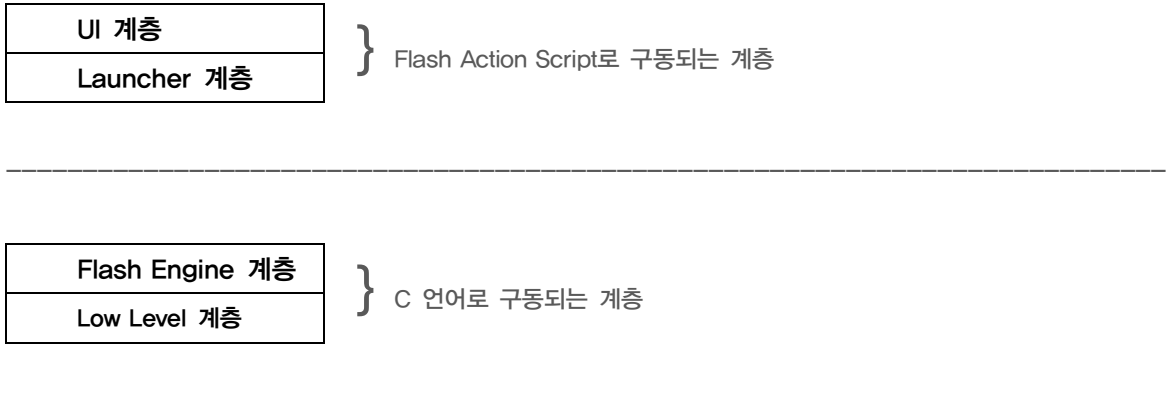 UI 계층
} Flash Action Script로 구동되는 계층
Launcher 계층
Flash Engine 계층
} C 언어로 구동되는 계층
Low Level 계층